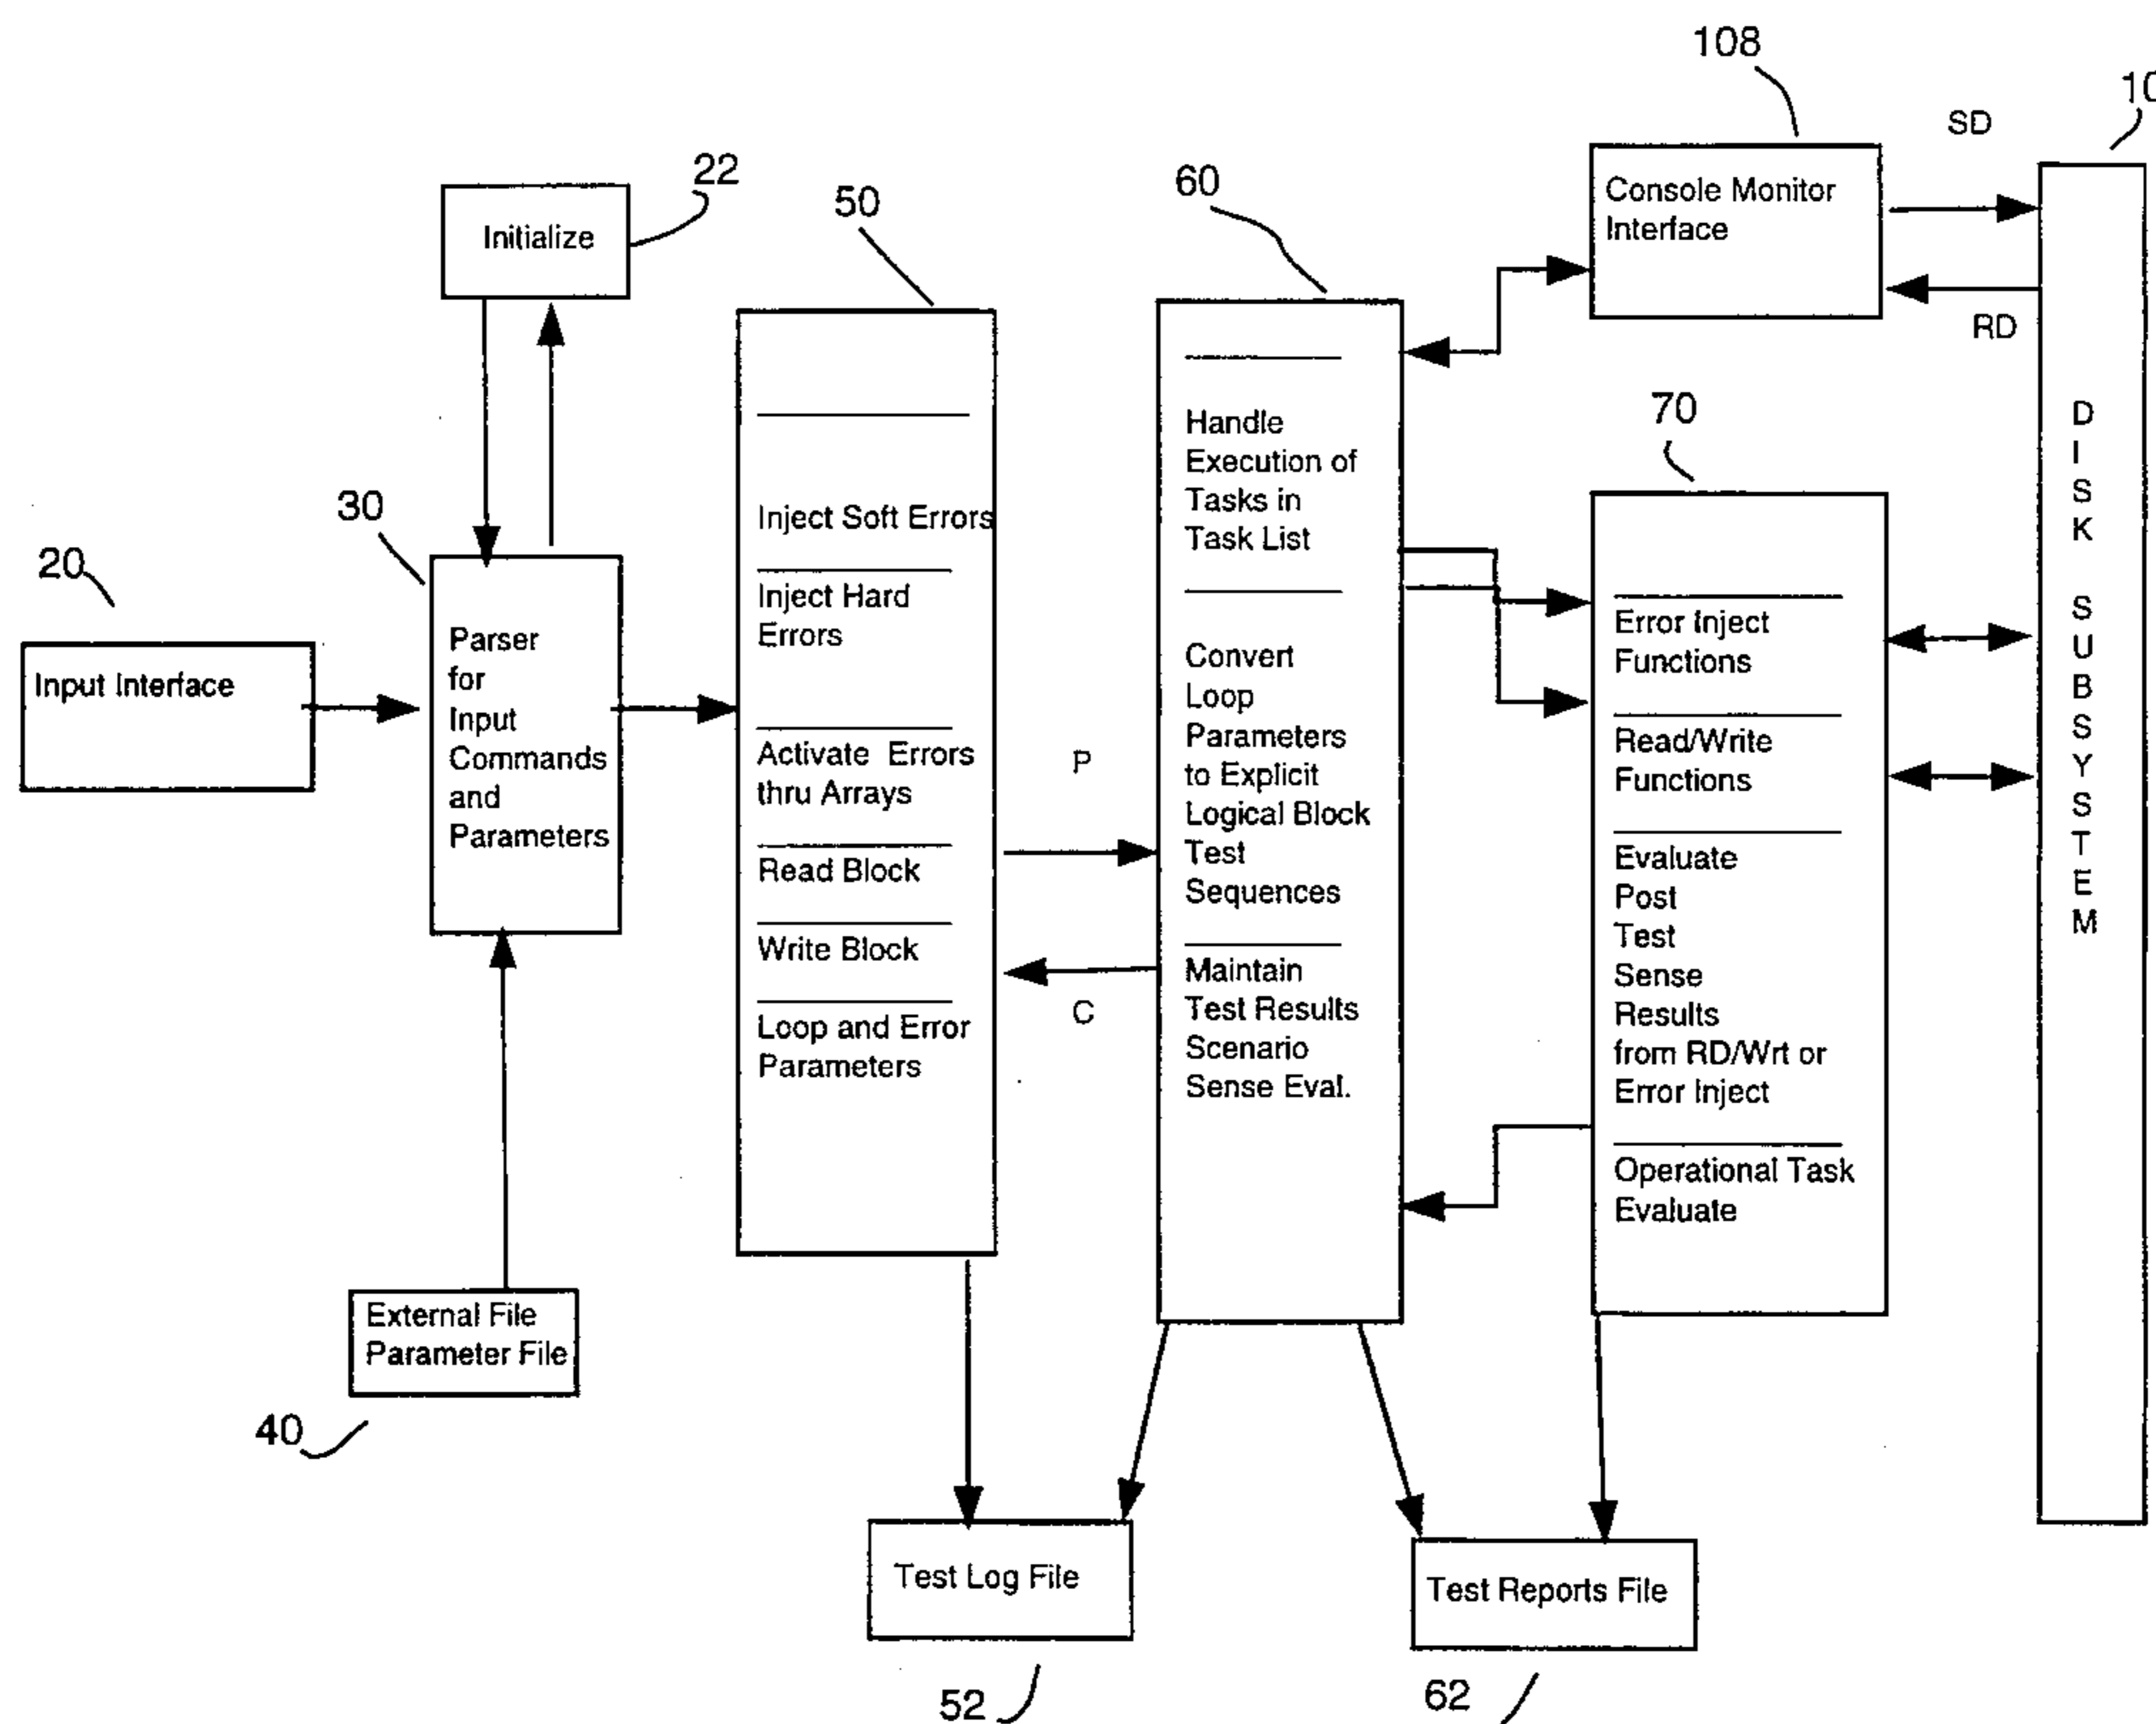 108
10
SD
Console Monitor
Interface
RD
22
Initialize
50
60
70
30
20
Input Interface
Parser
for
Input
Commands
and
Parameters
Inject Soft Errors
Inject Hard
Errors
Activate Errors
thru Arrays
Read Block
Write Block
Loop and Error
Parameters
P
C
Handle
Execution of
Tasks in
Task List
Convert
Loop
Parameters
to Explicit
Logical Block
Test
Sequences
Maintain
Test Results
Scenario
Sense Eval.
Error Inject
Functions
Read/Write
Functions
Evaluate
Post
Test
Sense
Results
from RD/Wrt or
Error Inject
Operational Task
Evaluate
DISK SUBSYSTEM
External File
Parameter File
40
Test Log File
52
Test Reports File
62